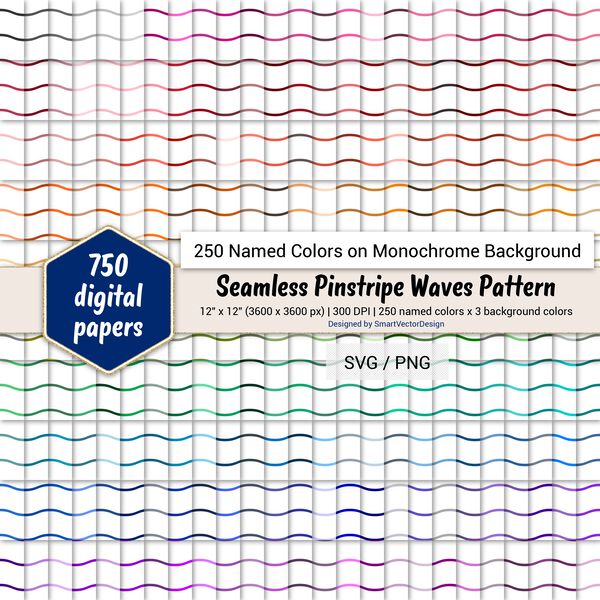 250 Named Colors on Monochrome Background
750
digital
papers
Seamless Pinstripe Waves Pattern
12" x 12" (3600 x 3600 px) | 300 DPI | 250 named colors x 3 background colors
Designed by SmartVectorDesign
SVG / PNG